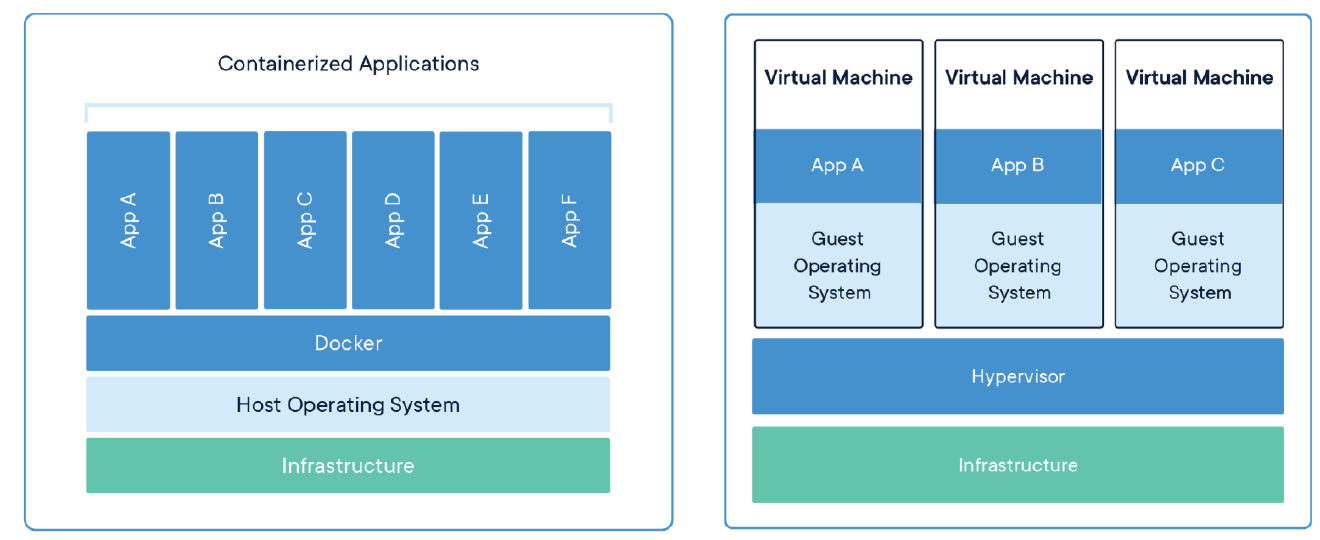 Containerized Applications
App A
App B
App C
App D
App E
App F
Docker
Host Operating System
Infrastructure
Virtual Machine
App A
Guest
Operating
System
Virtual Machine
App B
Guest
Operating
System
Virtual Machine
App C
Guest
Operating
System
Hypervisor
Infrastructure